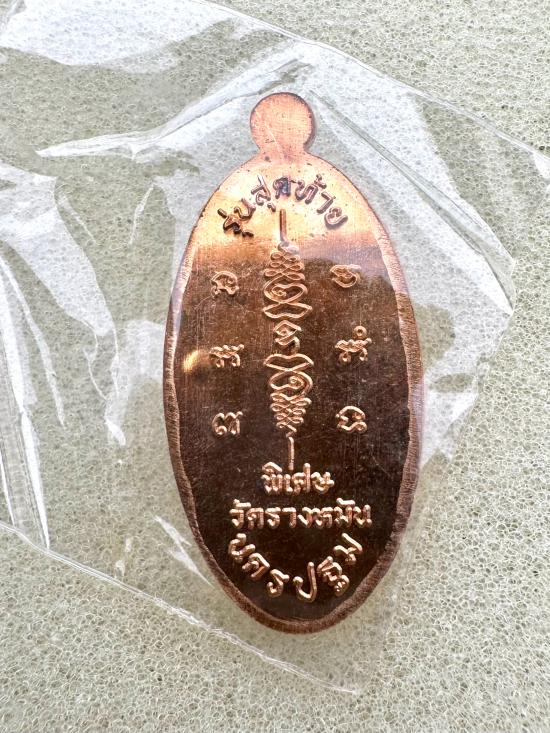 รุ่นสุดท้าย
พิเศษ
วัดรางหมัน
นครปฐม